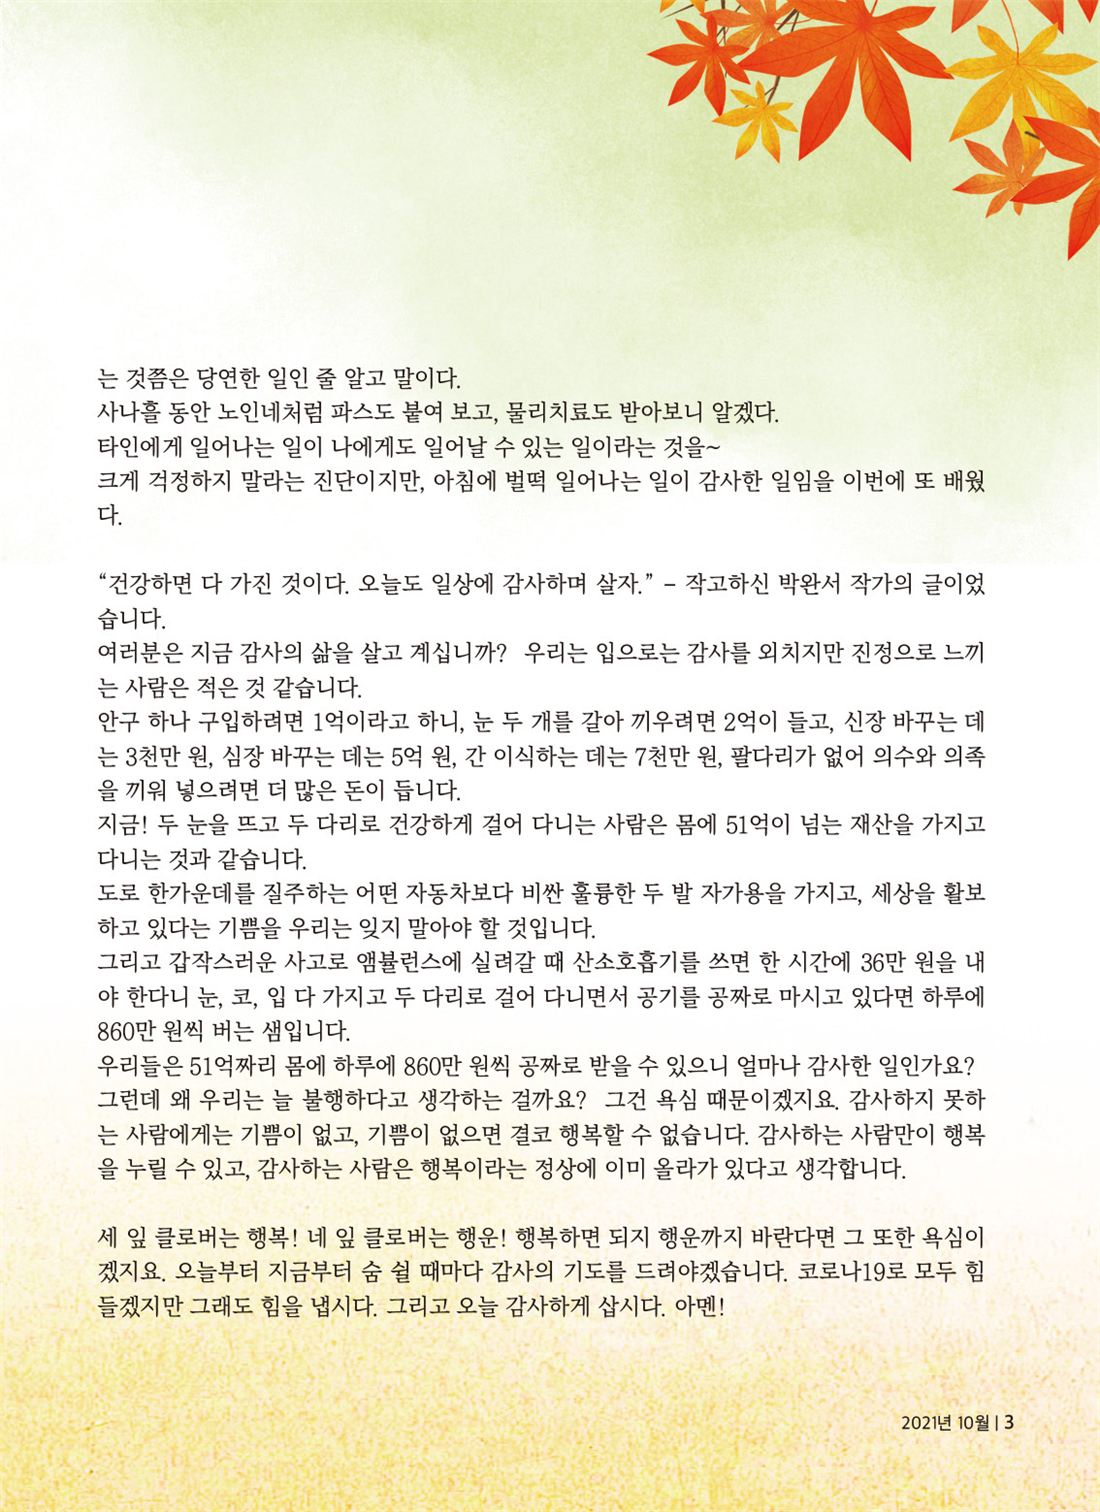 는 것쯤은 당연한 일인 줄 알고 말이다.
사나흘 동안 노인네처럼 파스도 붙여 보고, 물리치료도 받아보니 알겠다.
타인에게 일어나는 일이 나에게도 일어날 수 있는 일이라는 것을~
크게 걱정하지 말라는 진단이지만, 아침에 벌떡 일어나는 일이 감사한 일임을 이번에 또 배웠
다.
“건강하면 다 가진 것이다. 오늘도 일상에 감사하며 살자.” – 작고하신 박완서 작가의 글이었
습니다.
여러분은 지금 감사의 삶을 살고 계십니까? 우리는 입으로는 감사를 외치지만 진정으로 느끼
는 사람은 적은 것 같습니다.
안구 하나 구입하려면 1억이라고 하니, 눈 두 개를 갈아 끼우려면 2억이 들고, 신장 바꾸는 데
는 3천만 원, 심장 바꾸는 데는 5억 원, 간 이식하는 데는 7천만 원, 팔다리가 없어 의수와 의족
을 끼워 넣으려면 더 많은 돈이 듭니다.
지금! 두 눈을 뜨고 두 다리로 건강하게 걸어 다니는 사람은 몸에 51억이 넘는 재산을 가지고
다니는 것과 같습니다.
도로 한가운데를 질주하는 어떤 자동차보다 비싼 훌륭한 두 발 자가용을 가지고, 세상을 활보
하고 있다는 기쁨을 우리는 잊지 말아야 할 것입니다.
그리고 갑작스러운 사고로 앰뷸런스에 실려갈 때 산소호흡기를 쓰면 한 시간에 36만 원을 내
야 한다니 눈, 코, 입 다 가지고 두 다리로 걸어 다니면서 공기를 공짜로 마시고 있다면 하루에
860만 원씩 버는 샘입니다.
우리들은 51억짜리 몸에 하루에 860만 원씩 공짜로 받을 수 있으니 얼마나 감사한 일인가요?
그런데 왜 우리는 늘 불행하다고 생각하는 걸까요? 그건 욕심 때문이겠지요. 감사하지 못하
는 사람에게는 기쁨이 없고, 기쁨이 없으면 결코 행복할 수 없습니다. 감사하는 사람만이 행복
을 누릴 수 있고, 감사하는 사람은 행복이라는 정상에 이미 올라가 있다고 생각합니다.
세 잎 클로버는 행복! 네 잎 클로버는 행운! 행복하면 되지 행운까지 바란다면 그 또한 욕심이
겠지요. 오늘부터 지금부터 숨 쉴 때마다 감사의 기도를 드려야겠습니다. 코로나19로 모두 힘
들겠지만 그래도 힘을 냅시다. 그리고 오늘 감사하게 삽시다. 아멘!
2021년 10월 | 3